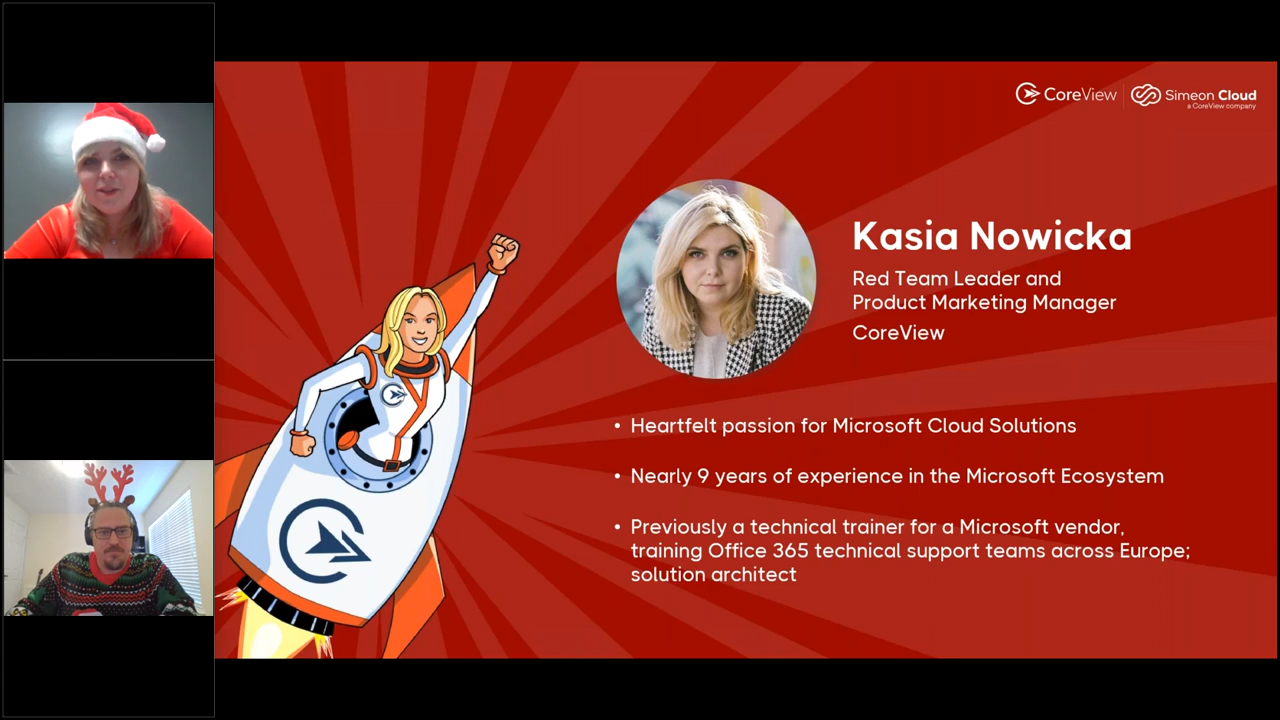 CoreView
Simeon Cloud
a CoreView company
Kasia Nowicka
Red Team Leader and
Product Marketing Manager
CoreView
• Heartfelt passion for Microsoft Cloud Solutions
• Nearly 9 years of experience in the Microsoft Ecosystem
• Previously a technical trainer for a Microsoft vendor,
training Office 365 technical support teams across Europe;
solution architect